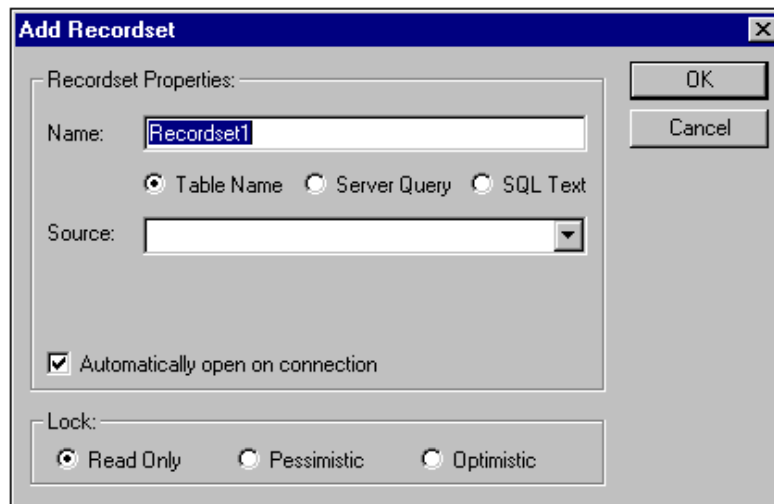 Add Recordset
Recordset Properties:
OK
Name: Recordset1
Cancel
Table Name Server Query SQL Text
Source:
Automatically open on connection
Lock:
Read Only Pessimistic Optimistic